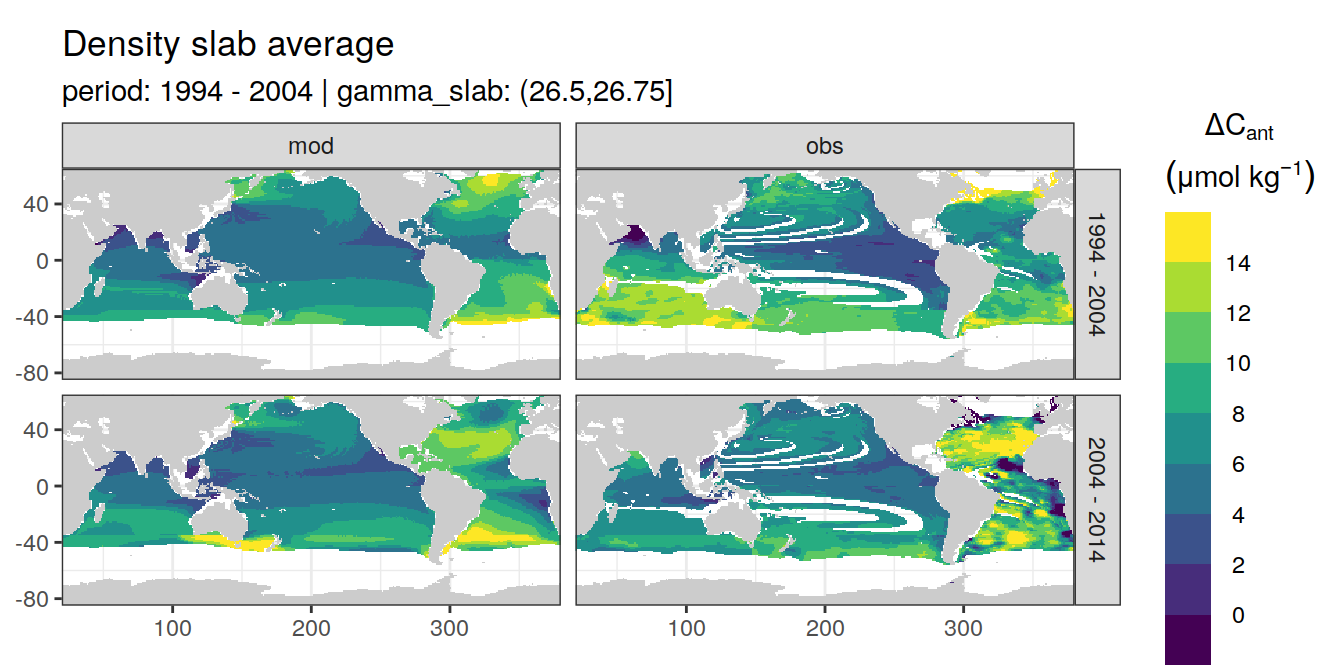 Density slab average
period: 1994 - 2004 | gamma_slab: (26.5,26.75]
mod
obs
40
0
-40
-80
1994 - 2004
40
0
-40
-80
2004 - 2014
100
200
300
100
200
300
ΔCant
(μmol kg⁻¹)
14
12
10
8
6
4
2
0